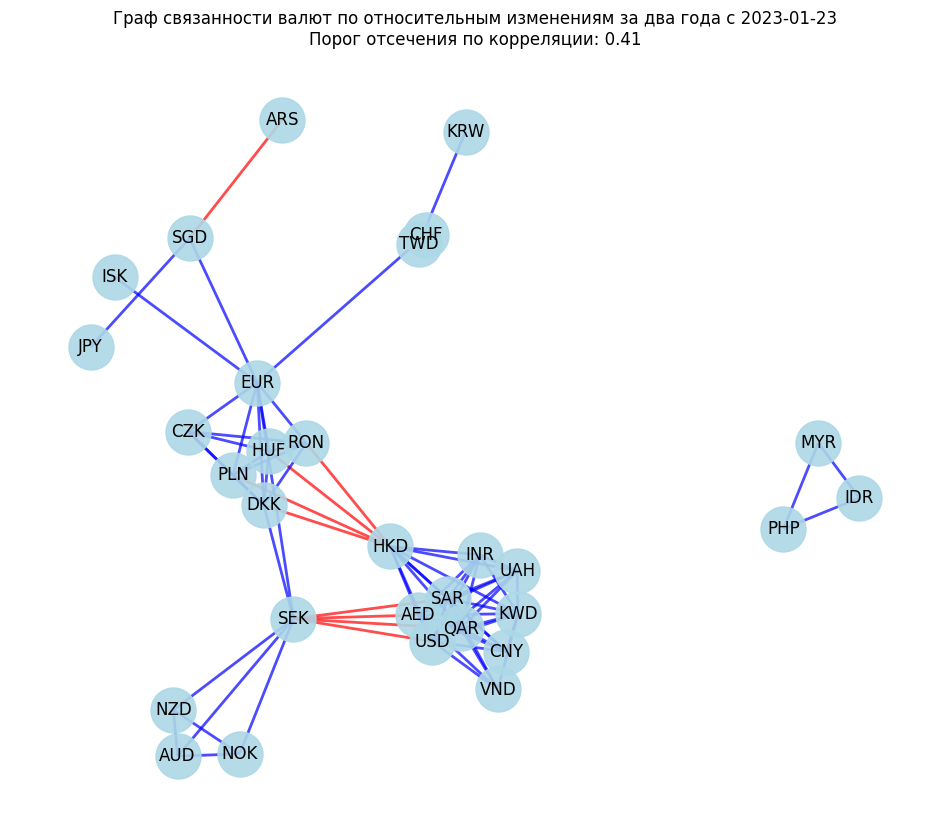 Граф связанности валют по относительным изменениям за два года с 2023-01-23
Порог отсечения по корреляции: 0.41
ARS
KRW
SGD
CHF
TWD
ISK
JPY
EUR
CZK
RON
HUF
MYR
PLN
IDR
DKK
PHP
HKD
INR
UAH
SAR
AED
KWD
SEK
QAR
USD
CNY
VND
NZD
NOK
AUD